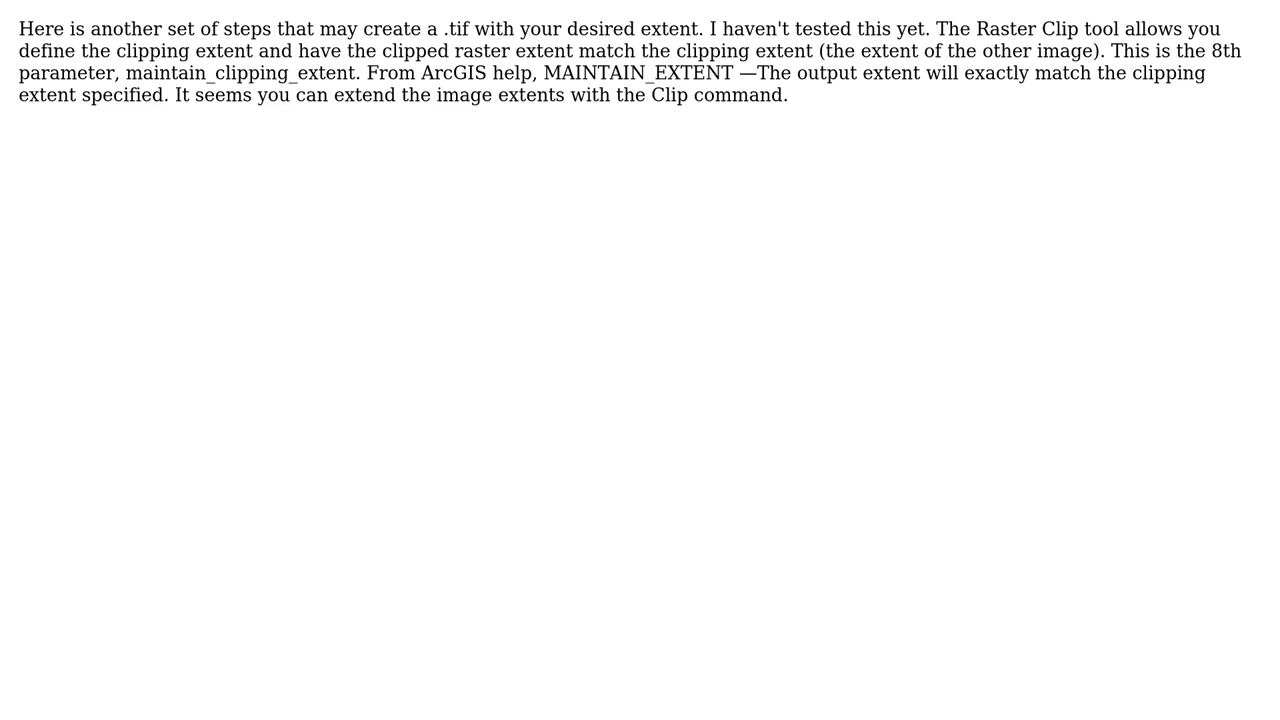 Here is another set of steps that may create a .tif with your desired extent. I haven't tested this yet. The Raster Clip tool allows you
define the clipping extent and have the clipped raster extent match the clipping extent (the extent of the other image). This is the 8th
parameter, maintain_clipping_extent. From ArcGIS help, MAINTAIN_EXTENT —The output extent will exactly match the clipping
extent specified. It seems you can extend the image extents with the Clip command.